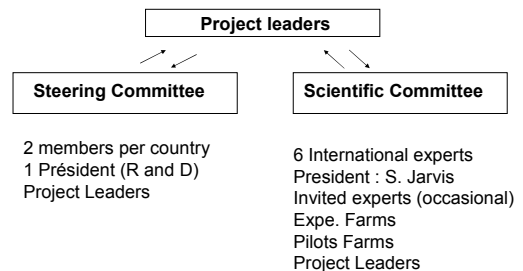 Project leaders
Steering Committee
2 members per country
1 Présient (R and D)
Project Leaders
Scientific Committee
6 International experts
President : S. Jarvis
Invited experts (occasional)
Expe. Farms
Pilots Farms
Project Leaders